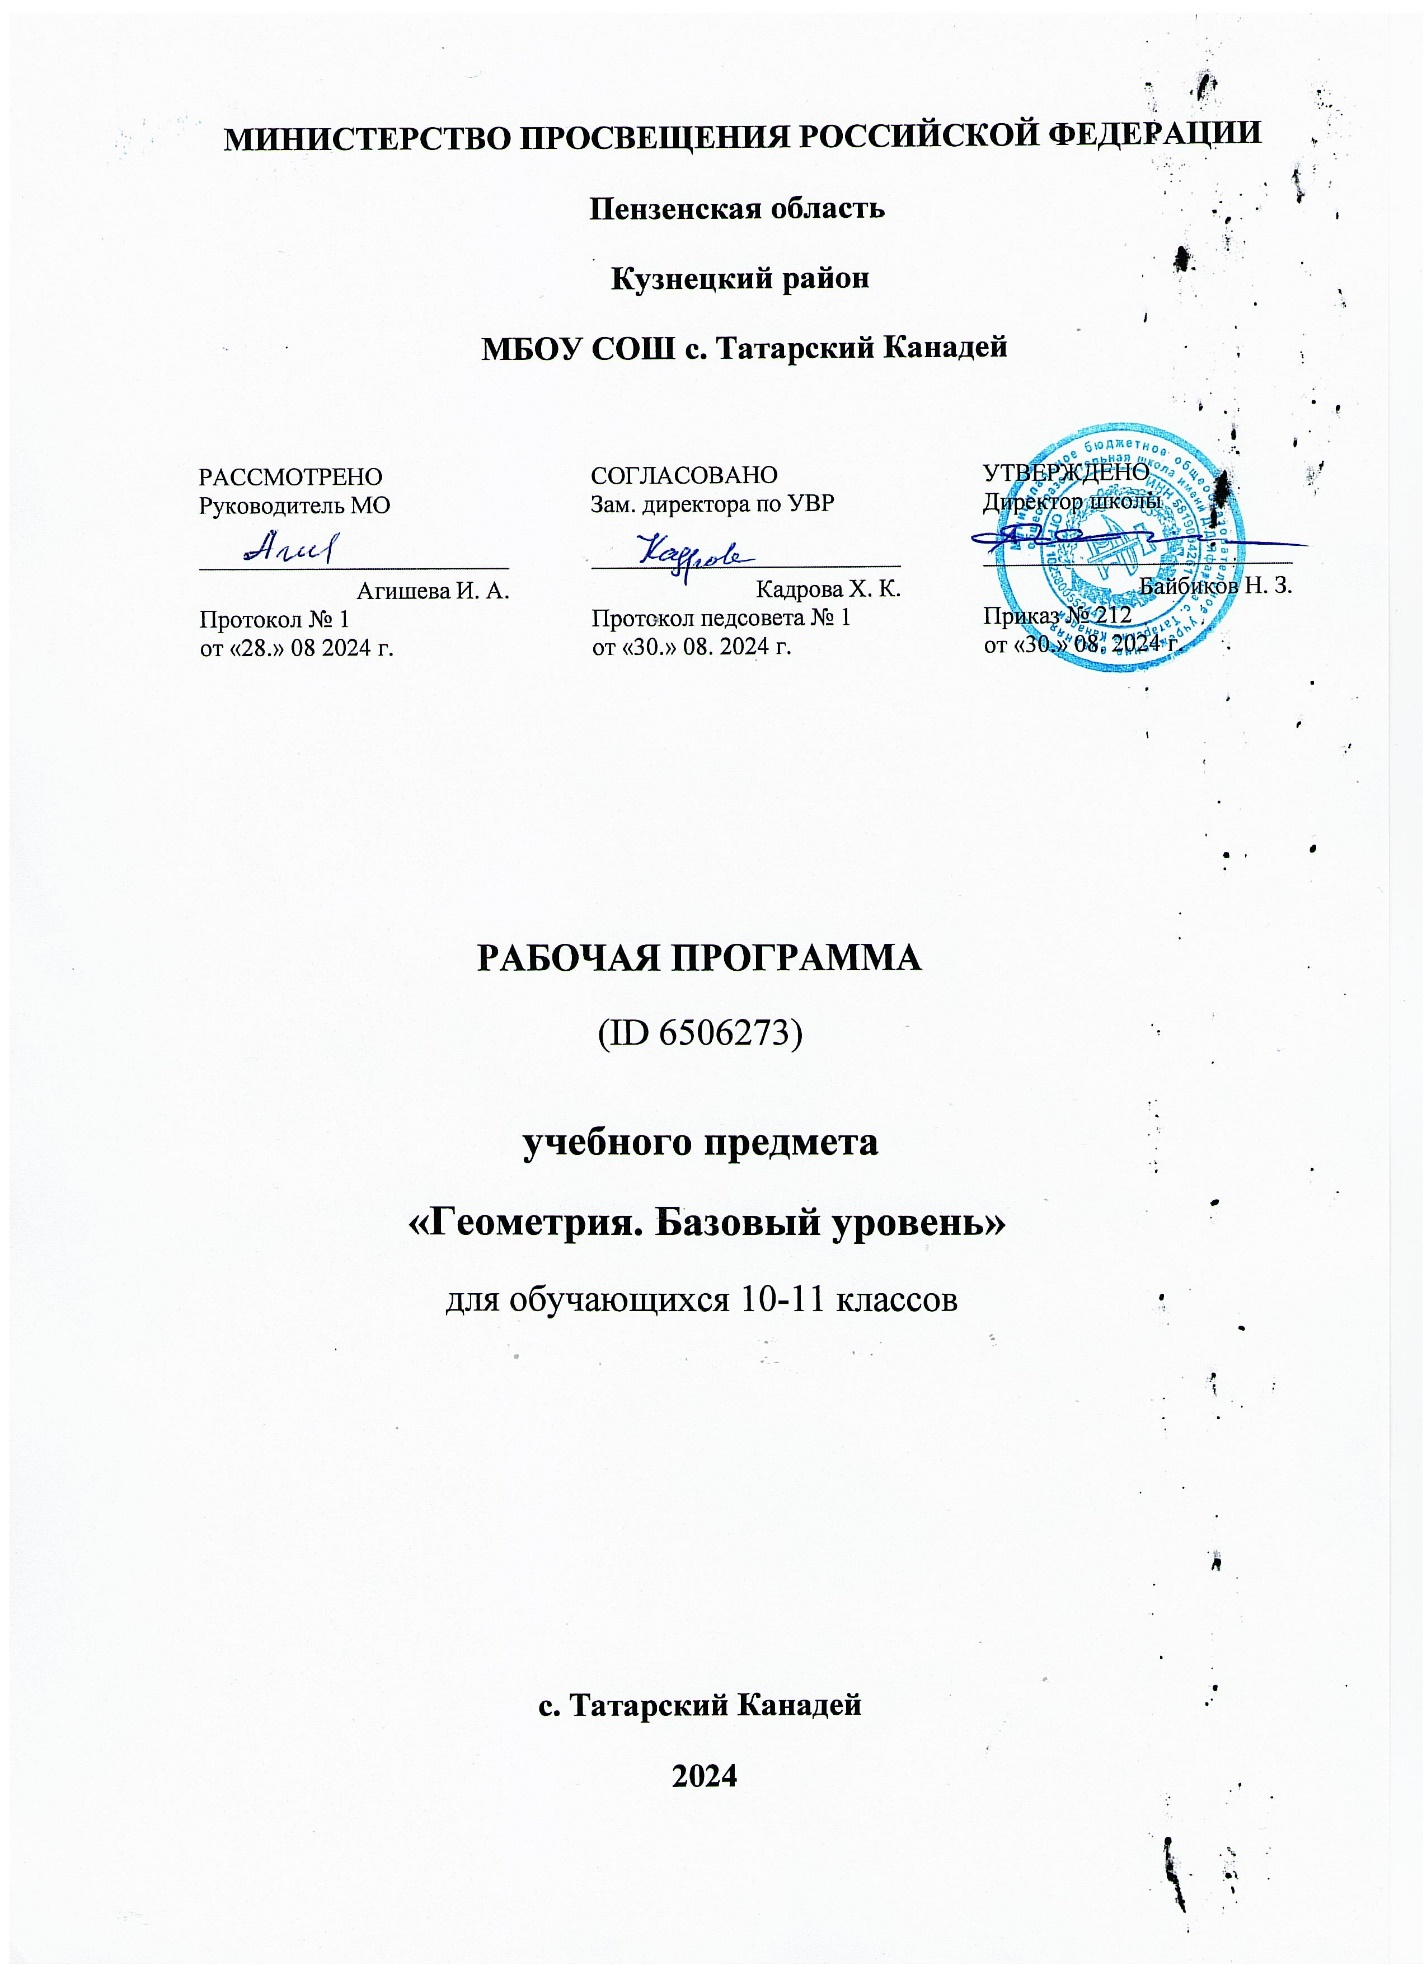 МИНИСТЕРСТВО ПРОСВЕЩЕНИЯ РОССИЙСКОЙ ФЕДЕРАЦИИ
Пензенская область
Кузнецкий район
МБОУ СОШ с. Татарский Канадей
РАССМОТРЕНО
Руководитель МО
Агишева И. А.
Протокол № 1
от «28.» 08 2024 г.
СОГЛАСОВАНО
Зам. директора по УВР
Кадрова
Кадрова Х. К.
Протокол педсовета № 1
от «30.» 08. 2024 г.
УТВЕРЖДЕНО
Директор школы
Байбиков Н. З.
Приказ № 212
от «30.» 08. 2024 г.
РАБОЧАЯ ПРОГРАММА
(ID 6506273)
учебного предмета
«Геометрия. Базовый уровень»
для обучающихся 10-11 классов
с. Татарский Канадей
2024